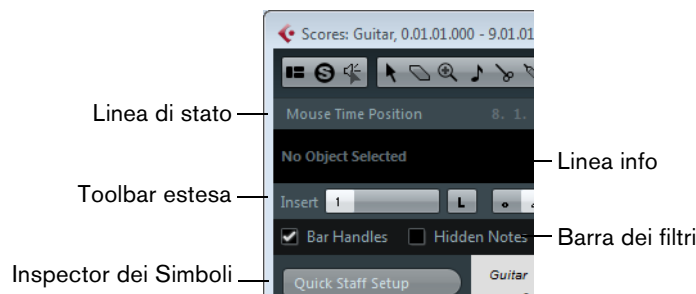 Scores: Guitar, 0.01.01.000 - 9.01.01
Linea di stato
Mouse Time Position 8. 1.
No Object Selected
Linea info
Toolbar estesa
Insert 1 L
Bar Handles Hidden Notes
Barra dei filtri
Inspector dei Simboli
Quick Staff Setup
Guitar